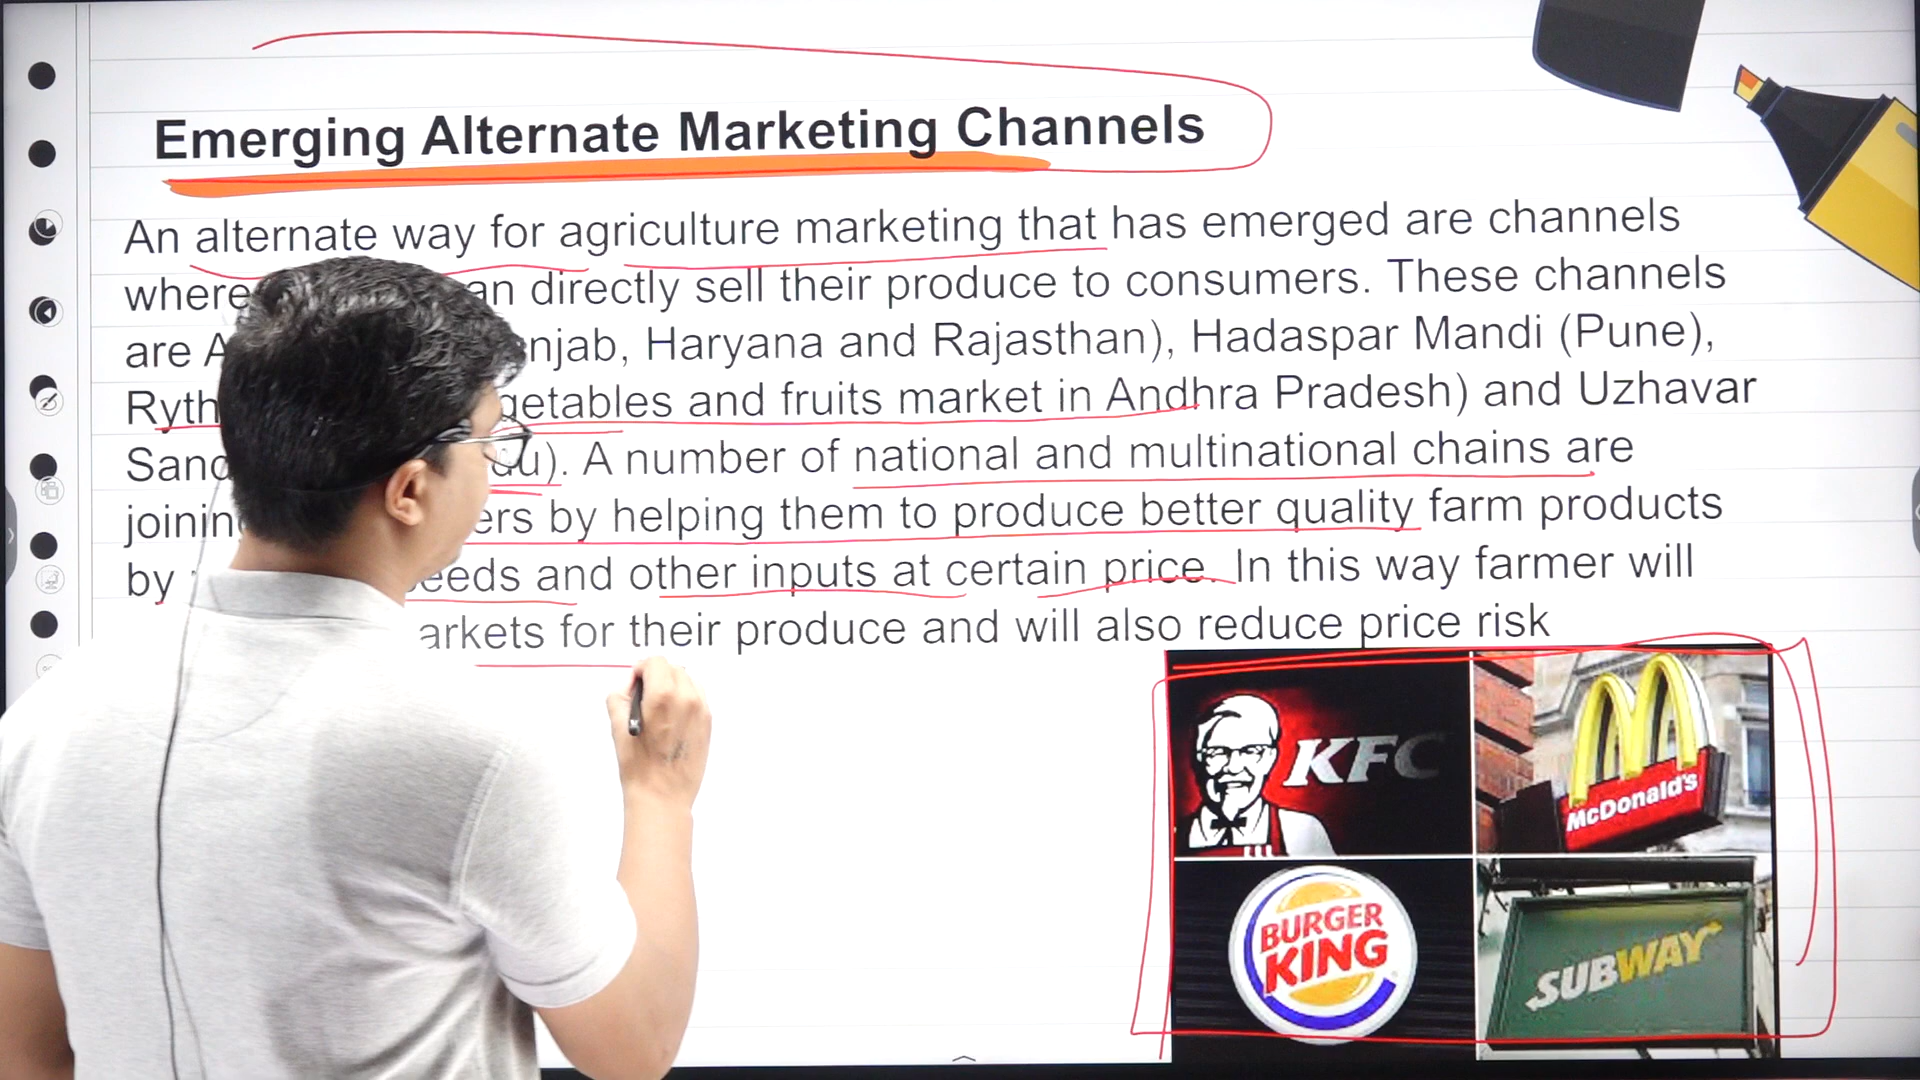 Emerging Alternate Marketing Channels
An alternate way for agriculture marketing that has emerged are channels
where an directly sell their produce to consumers. These channels
are A njab, Haryana and Rajasthan), Hadaspar Mandi (Pune),
Ryth getables and fruits market in Andhra Pradesh) and Uzhavar
Sand du). A number of national and multinational chains are
joining ers by helping them to produce better quality farm products
by eeds and other inputs at certain price. In this way farmer will
arkets for their produce and will also reduce price risk
KFC
McDonald's
BURGER
KING
SUBWAY